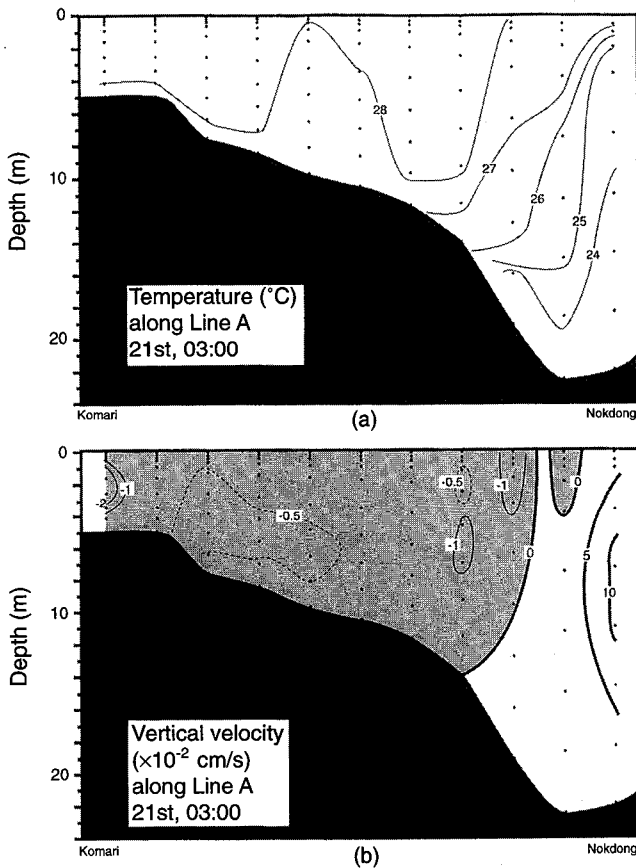 0
10
20
Depth (m)
28
27
26
25
24
Temperature (°C)
along Line A
21st, 03:00
Komari
Nokdong
(a)
0
10
20
Depth (m)
-2
-1
-0.5
-0.5
-1
-1
0
0
5
10
Vertical velocity
(×10⁻² cm/s)
along Line A
21st, 03:00
Komari
Nokdong
(b)